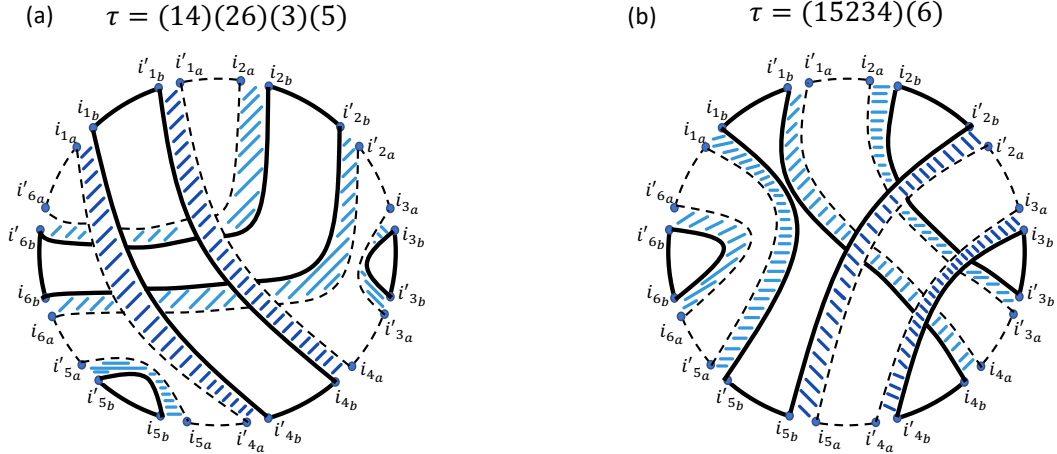 (a) τ = (14)(26)(3)(5)
i'₁b i'₁a i₂a i₂b
i₁b i'₂b
i₁a i'₂a
i'₆a i₃a
i'₆b i₃b
i₆b i'₃b
i₆a i'₃a
i'₅a i₄a
i'₅b i₄b
i₅b i₅a i'₄a i'₄b
(b) τ = (15234)(6)
i'₁b i'₁a i₂a i₂b
i₁b i'₂b
i₁a i'₂a
i'₆a i₃a
i'₆b i₃b
i₆b i'₃b
i₆a i'₃a
i'₅a i₄a
i'₅b i₄b
i₅b i₅a i'₄a i'₄b